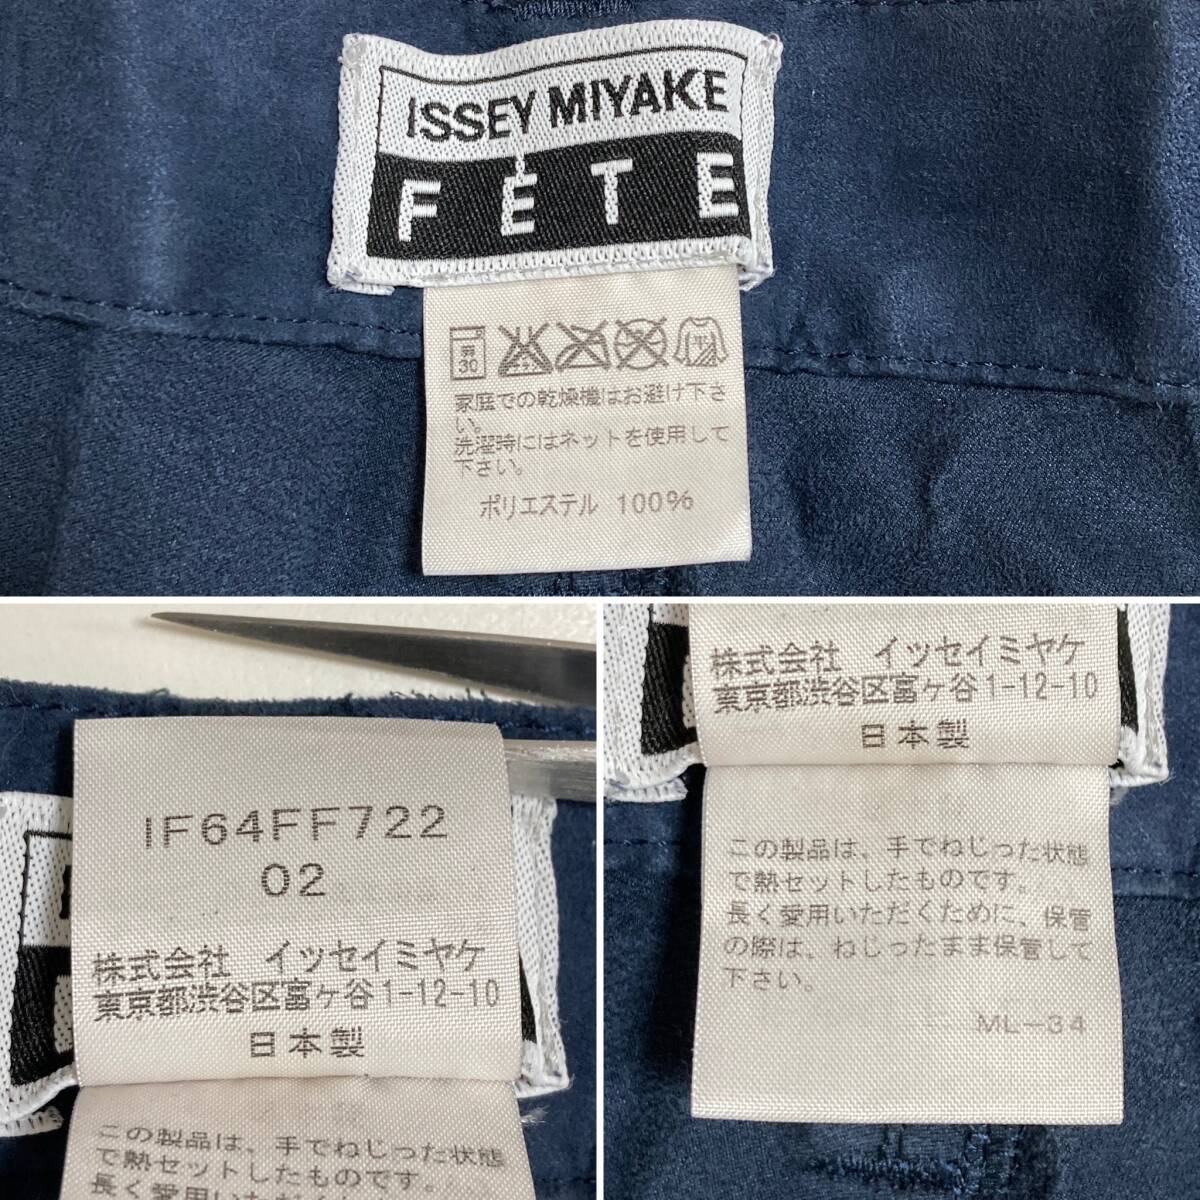 ISSEY MIYAKE
FÊTE
弱
30
家庭での乾燥機はお避け下さ
い。
洗濯時にはネットを使用して
下さい。
ポリエステル 100%
IF64FF722
02
株式会社 イッセイミヤケ
東京都渋谷区富ヶ谷1-12-10
日本製
この製品は、手でねじった状態
で熱セットしたものです。
株式会社 イッセイミヤケ
東京都渋谷区富ヶ谷1-12-10
日本製
この製品は、手でねじった状態
で熱セットしたものです。
長く愛用いただくために、保管
の際は、ねじったまま保管して
下さい。
ML-34